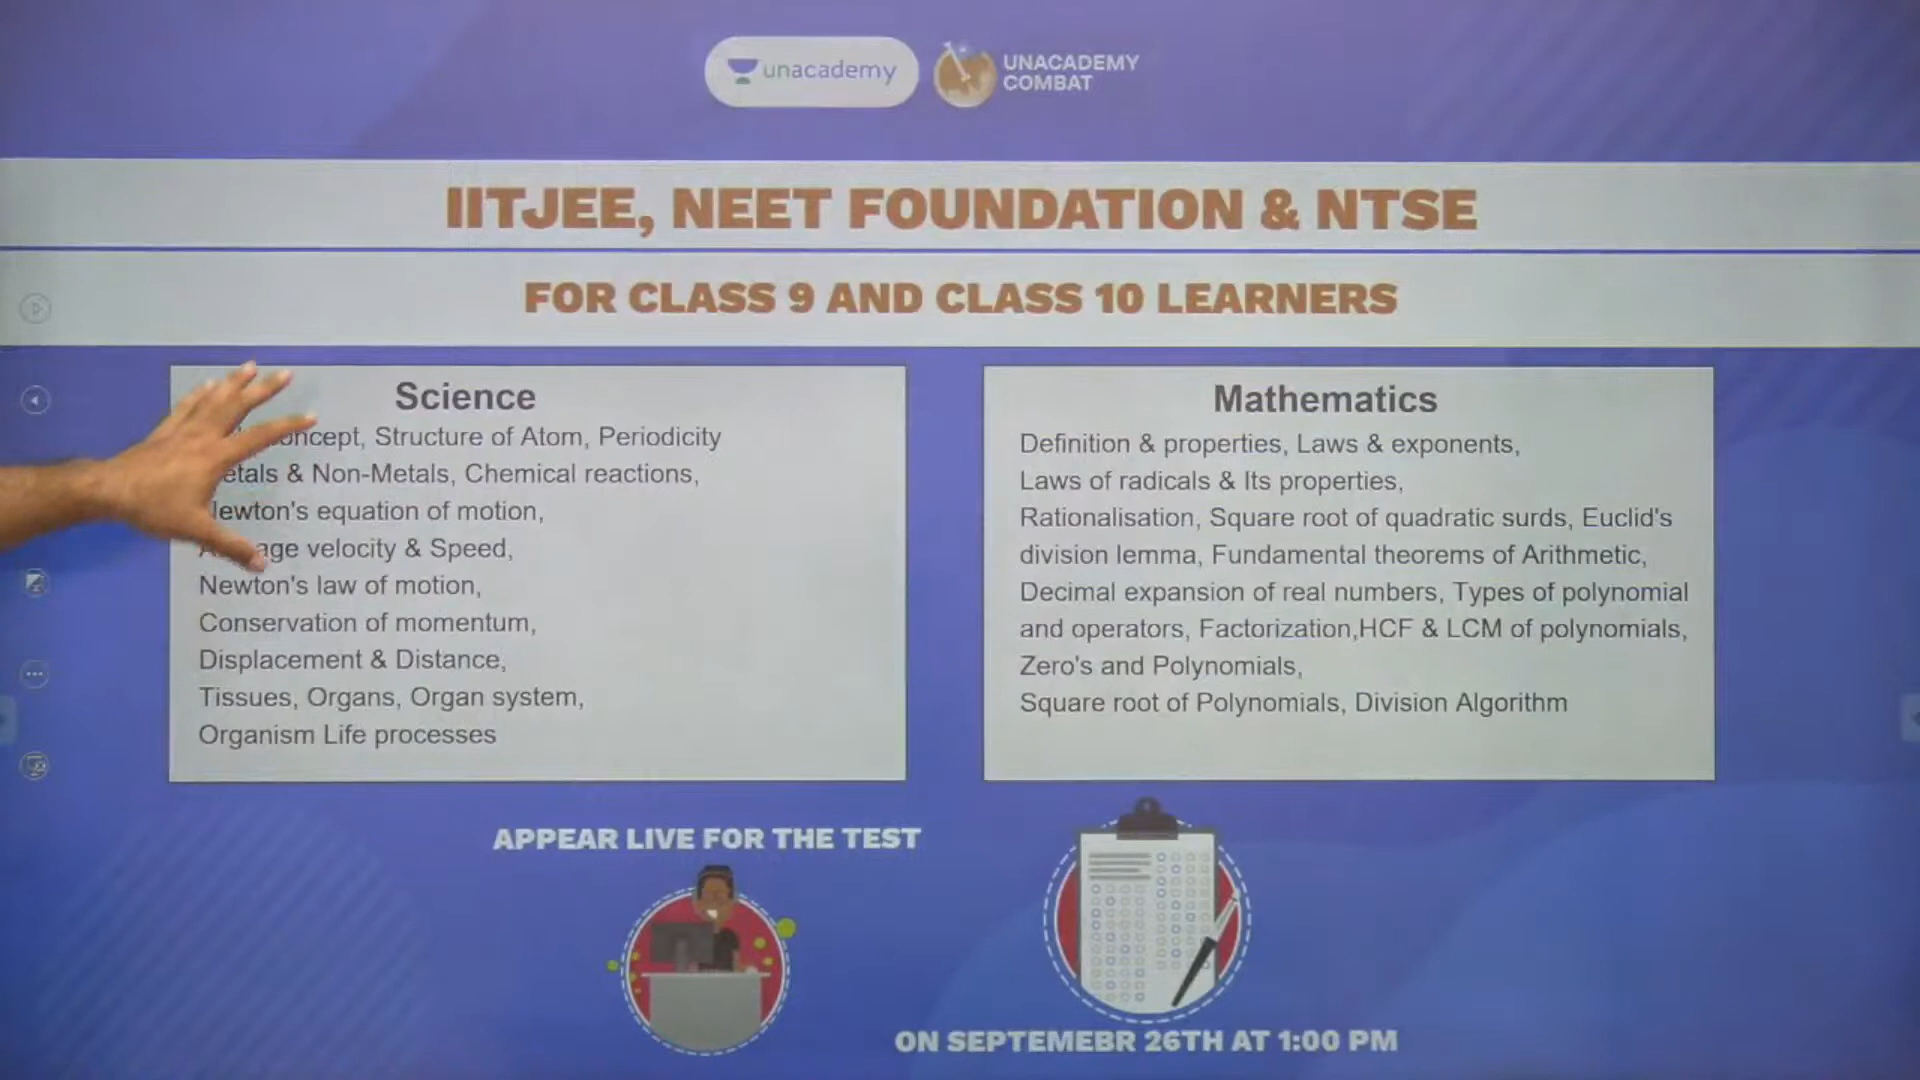 unacademy
UNACADEMY
COMBAT
IITJEE, NEET FOUNDATION & NTSE
FOR CLASS 9 AND CLASS 10 LEARNERS
Science
Structure of Atom, Periodicity
& Non-Metals, Chemical reactions,
equation of motion,
velocity & Speed,
Newton's law of motion,
Conservation of momentum,
Displacement & Distance,
Tissues, Organs, Organ system,
Organism Life processes
Mathematics
Definition & properties, Laws & exponents,
Laws of radicals & Its properties,
Rationalisation, Square root of quadratic surds, Euclid's
division lemma, Fundamental theorems of Arithmetic,
Decimal expansion of real numbers, Types of polynomial
and operators, Factorization,HCF & LCM of polynomials,
Zero's and Polynomials,
Square root of Polynomials, Division Algorithm
APPEAR LIVE FOR THE TEST
ON SEPTEMEBR 26TH AT 1:00 PM